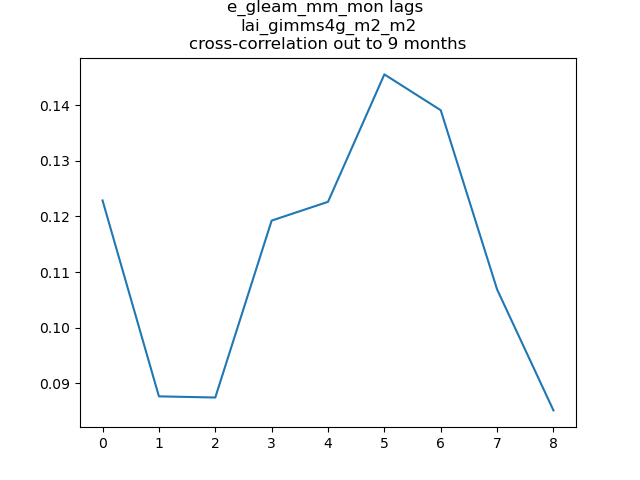 e_gleam_mm_mon lags
lai_gimms4g_m2_m2
cross-correlation out to 9 months
0.14
0.13
0.12
0.11
0.10
0.09
0 1 2 3 4 5 6 7 8